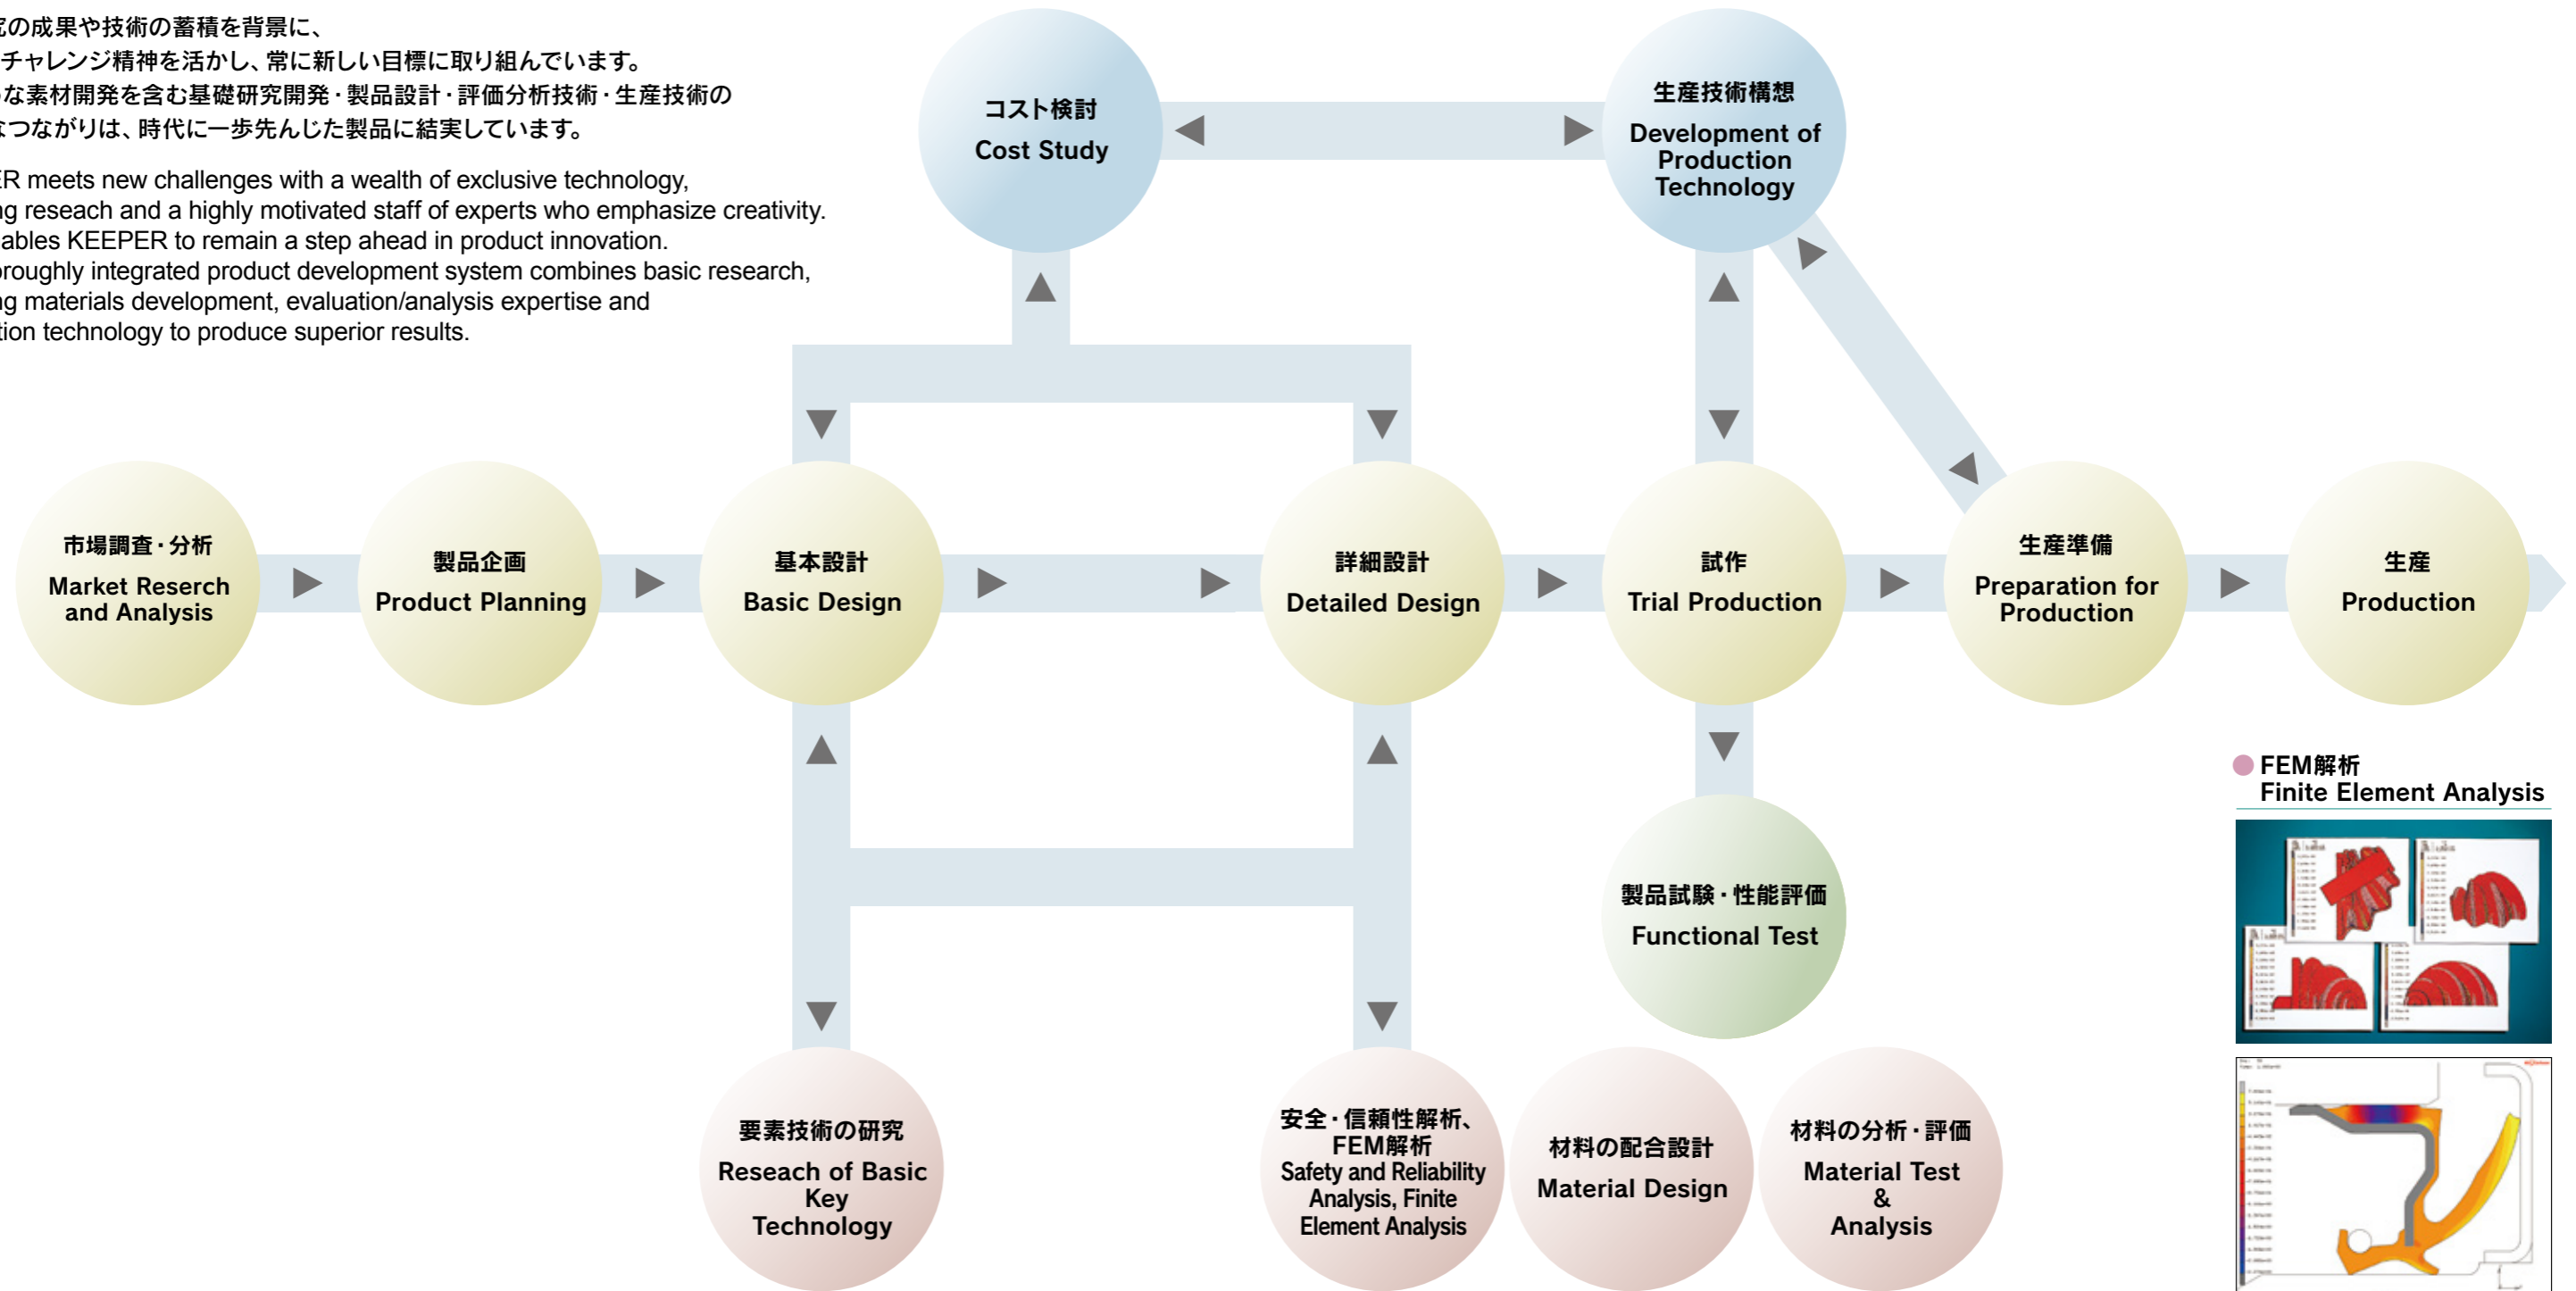 の成果や技術の蓄積を背景に、
チャレンジ精神を活かし、常に新しい目標に取り組んでいます。
な素材開発を含む基礎研究開発・製品設計・評価分析技術・生産技術の
つながりは、時代に一歩先んじた製品に結実しています。
ER meets new challenges with a wealth of exclusive technology,
ng reseach and a highly motivated staff of experts who emphasize creativity.
ables KEEPER to remain a step ahead in product innovation.
oroughly integrated product development system combines basic research,
ng materials development, evaluation/analysis expertise and
tion technology to produce superior results.
コスト検討
Cost Study
生産技術構想
Development of
Production
Technology
市場調査・分析
Market Reserch
and Analysis
製品企画
Product Planning
基本設計
Basic Design
詳細設計
Detailed Design
試作
Trial Production
生産準備
Preparation for
Production
生産
Production
製品試験・性能評価
Functional Test
要素技術の研究
Reseach of Basic
Key
Technology
安全・信頼性解析、
FEM解析
Safety and Reliability
Analysis, Finite
Element Analysis
材料の配合設計
Material Design
材料の分析・評価
Material Test
&
Analysis
FEM解析
Finite Element Analysis